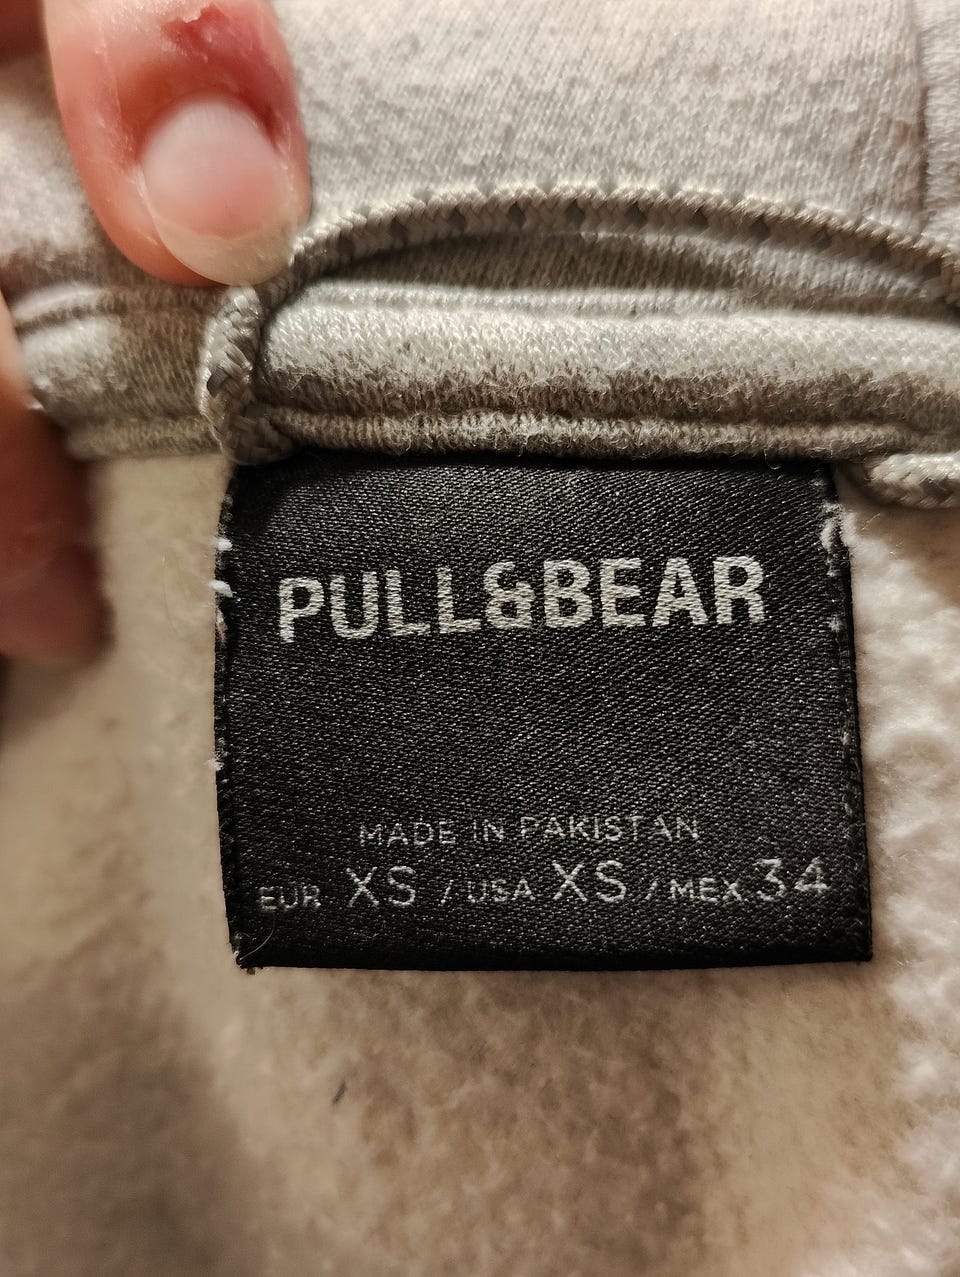 PULL&BEAR
MADE IN PAKISTAN
EUR XS / USA XS / MEX 34